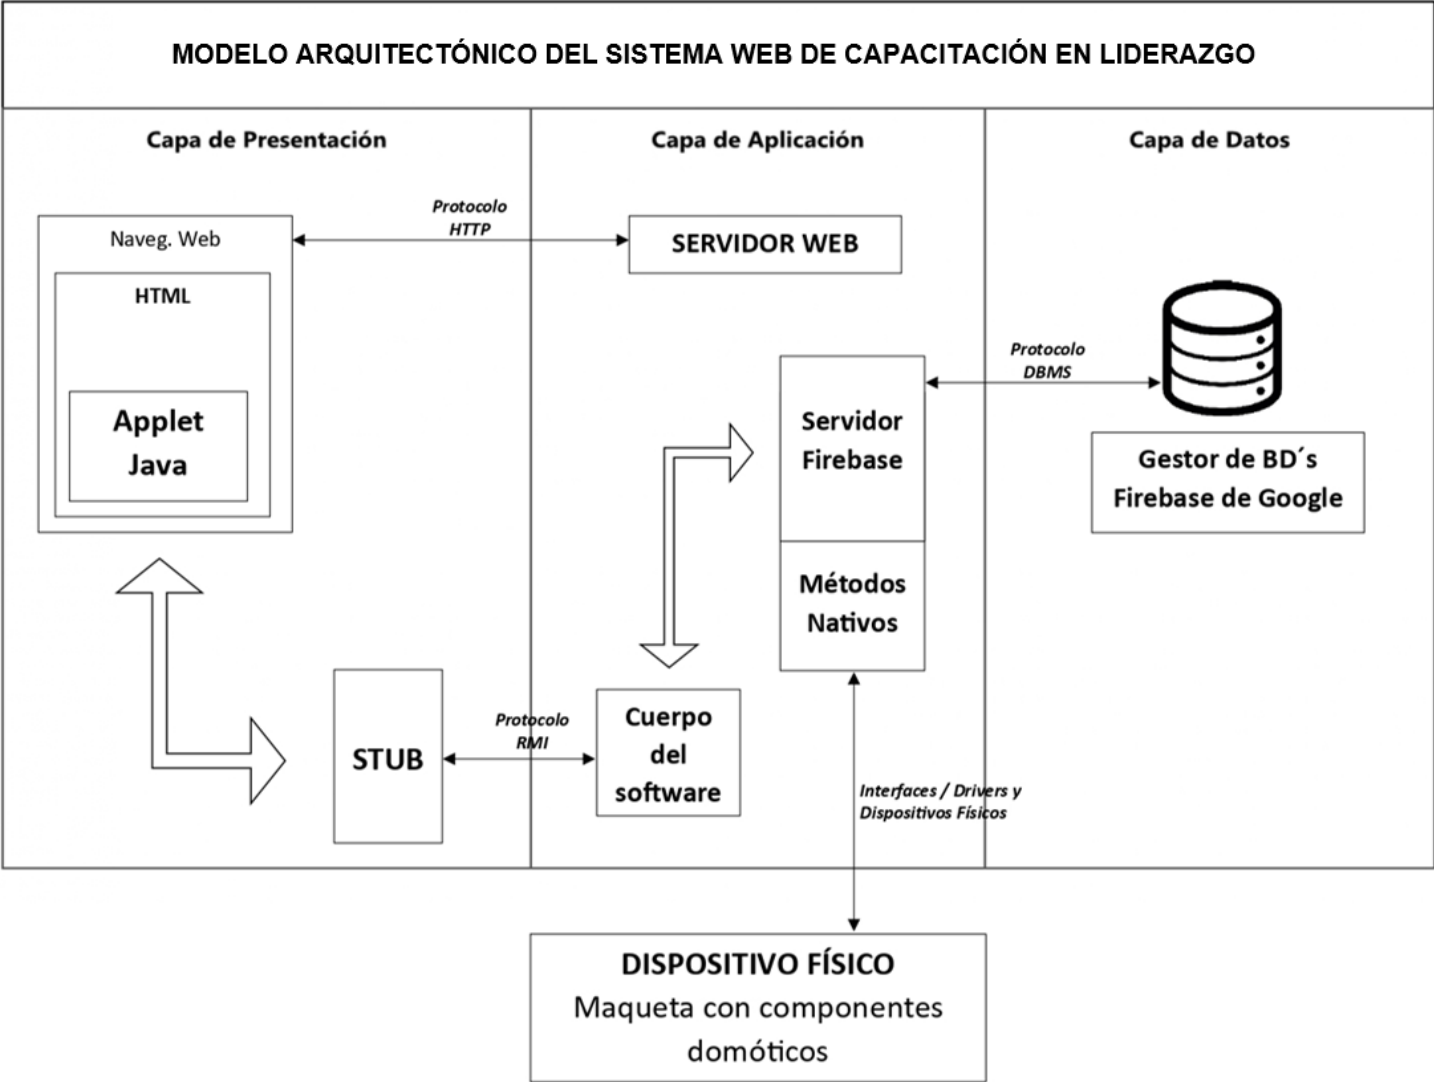 MODELO ARQUITECTÓNICO DEL SISTEMA WEB DE CAPACITACIÓN EN LIDERAZGO
Capa de Presentación
Capa de Aplicación
Capa de Datos
Naveg. Web
HTML
Applet
Java
Protocolo
HTTP
SERVIDOR WEB
Servidor
Firebase
Métodos
Nativos
Protocolo
DBMS
Gestor de BD´s
Firebase de Google
STUB
Protocolo
RMI
Cuerpo
del
software
Interfaces / Drivers y
Dispositivos Físicos
DISPOSITIVO FÍSICO
Maqueta con componentes
domóticos